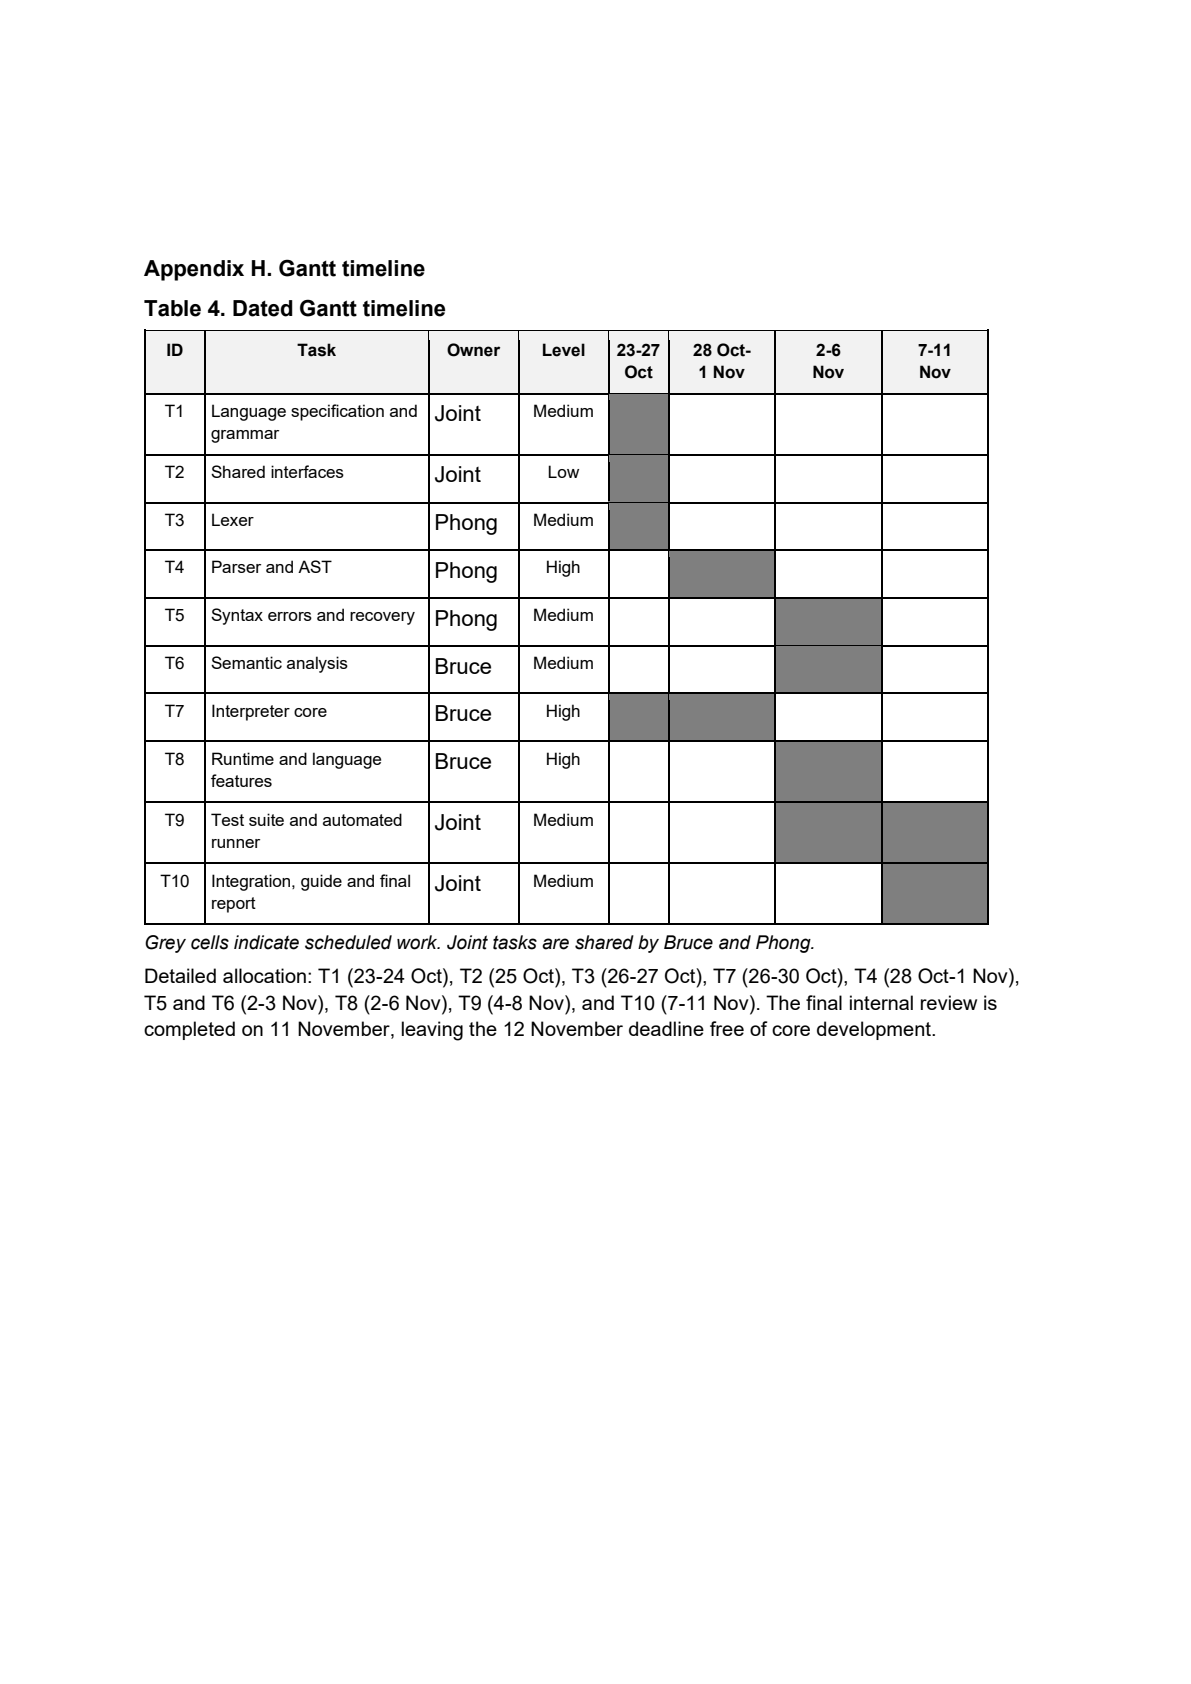 Appendix H. Gantt timeline
Table 4. Dated Gantt timeline
ID Task Owner Level 23-27 Oct 28 Oct-1 Nov 2-6 Nov 7-11 Nov
T1 Language specification and grammar Joint Medium
T2 Shared interfaces Joint Low
T3 Lexer Phong Medium
T4 Parser and AST Phong High
T5 Syntax errors and recovery Phong Medium
T6 Semantic analysis Bruce Medium
T7 Interpreter core Bruce High
T8 Runtime and language features Bruce High
T9 Test suite and automated runner Joint Medium
T10 Integration, guide and final report Joint Medium
Grey cells indicate scheduled work. Joint tasks are shared by Bruce and Phong.
Detailed allocation: T1 (23-24 Oct), T2 (25 Oct), T3 (26-27 Oct), T7 (26-30 Oct), T4 (28 Oct-1 Nov),
T5 and T6 (2-3 Nov), T8 (2-6 Nov), T9 (4-8 Nov), and T10 (7-11 Nov). The final internal review is
completed on 11 November, leaving the 12 November deadline free of core development.